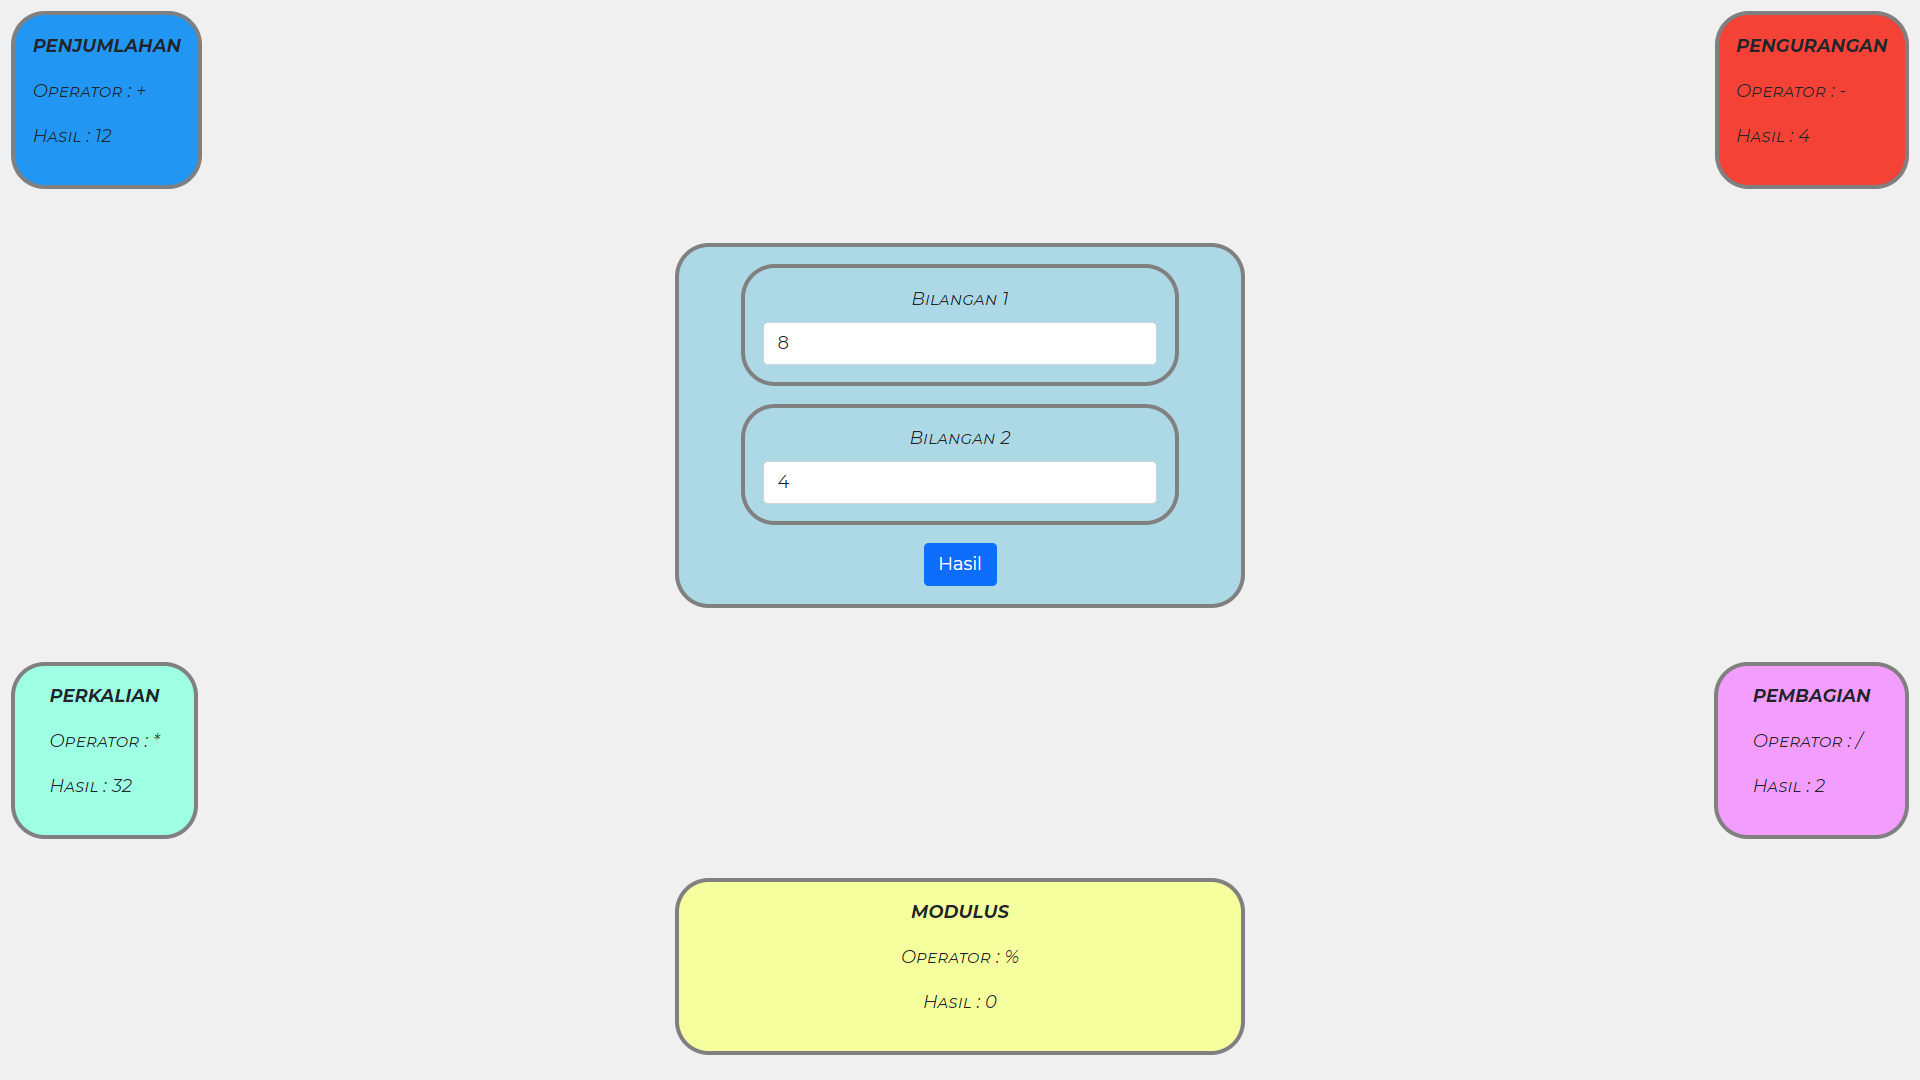 PENJUMLAHAN
Operator : +
Hasil : 12
PENGURANGAN
Operator : -
Hasil : 4
Bilangan 1
8
Bilangan 2
4
Hasil
PERKALIAN
Operator : *
Hasil : 32
PEMBAGIAN
Operator : /
Hasil : 2
MODULUS
Operator : %
Hasil : 0